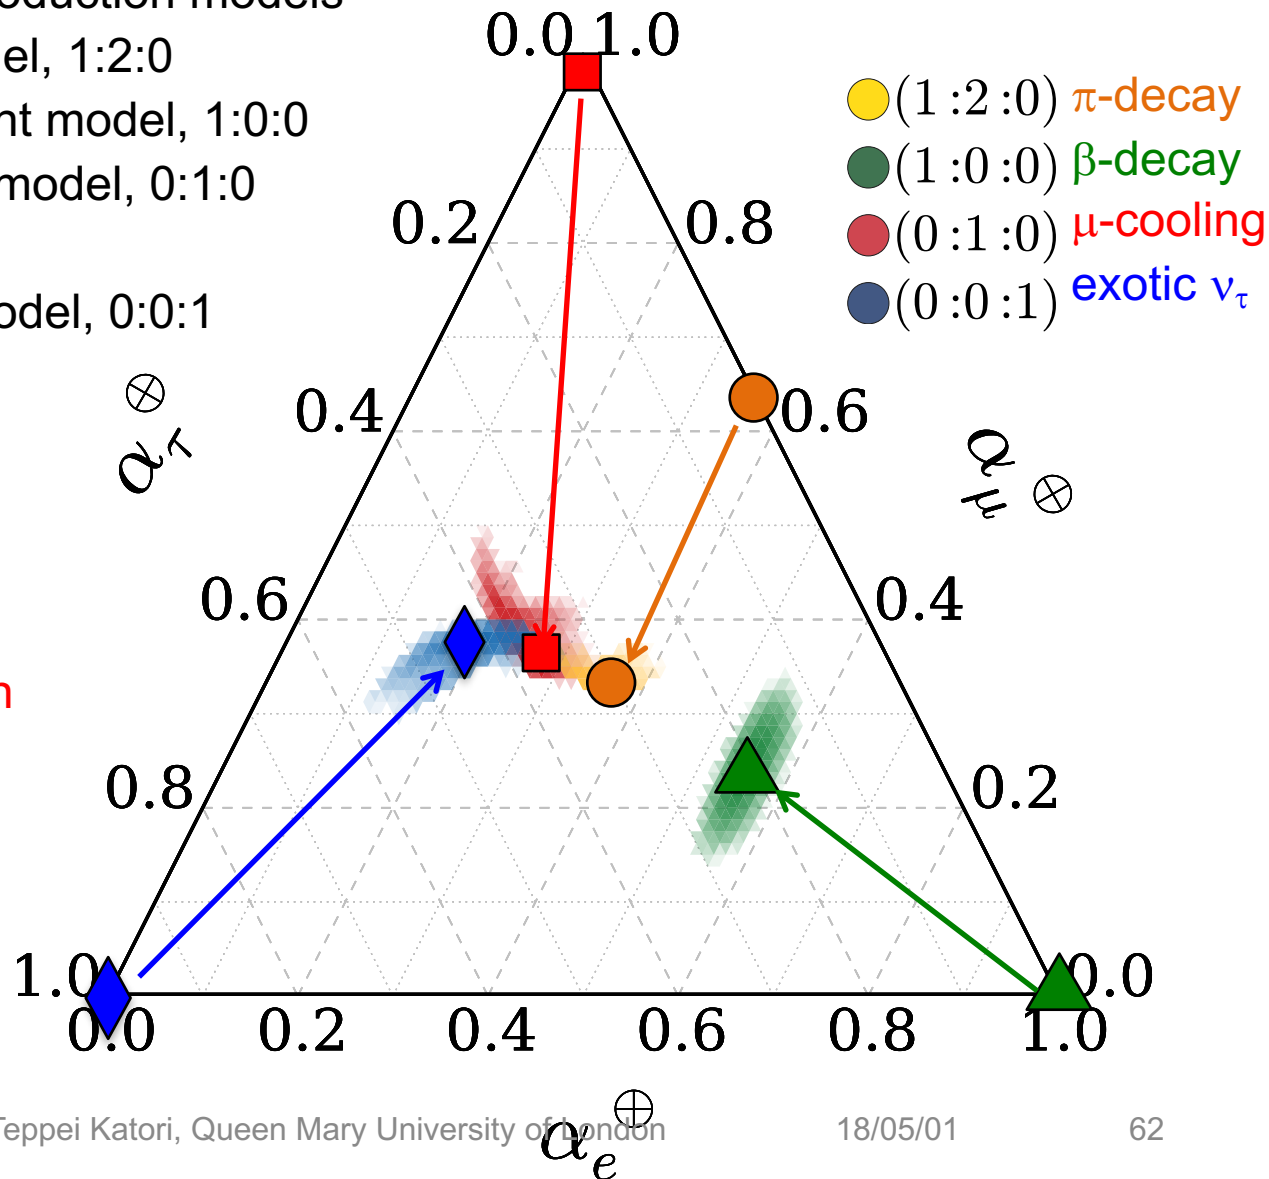 oduction models
el, 1:2:0
nt model, 1:0:0
model, 0:1:0
odel, 0:0:1
n
0.0 1.0
(1:2:0) π-decay
(1:0:0) β-decay
(0:1:0) μ-cooling
(0:0:1) exotic ντ
0.2 0.8
0.4 0.6
0.6 0.4
0.8 0.2
1.0 0.0
0.0 0.2 0.4 0.6 0.8 1.0
ατ⊗
αμ⊗
αe⊕
Teppei Katori, Queen Mary University of London 18/05/01 62